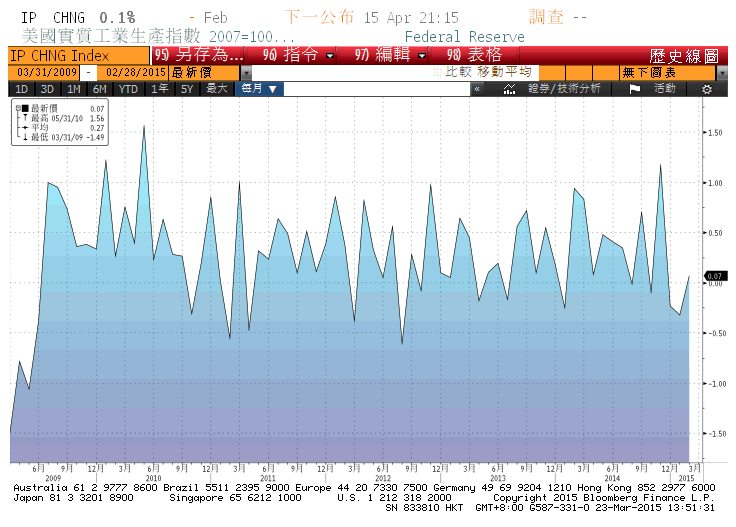 IP CHNG 0.1% - Feb 下一公布 15 Apr 21:15 調查 --
美國實質工業生產指數 2007=100... Federal Reserve
IP CHNG Index 95) 另存為... 96) 指令 97) 編輯 98) 表格 歷史線圖
03/31/2009 - 02/28/2015 最新價 比較 移動平均 無下圖表
1D 3D 1M 6M YTD 1年 5Y 最大 每月 ▼ « 證券/技術分析 活動
最新價 0.07
最高 05/31/10 1.56
平均 0.27
最低 03/31/09 -1.49
1.50
1.00
0.50
0.07
0.00
-0.50
-1.00
-1.50
6月 9月 12月 3月 6月 9月 12月 3月 6月 9月 12月 3月 6月 9月 12月 3月 6月 9月 12月 3月 6月 9月 12月 3月
2009 2010 2011 2012 2013 2014 2015
Australia 61 2 9777 8600 Brazil 5511 2395 9000 Europe 44 20 7330 7500 Germany 49 69 9204 1210 Hong Kong 852 2977 6000
Japan 81 3 3201 8900 Singapore 65 6212 1000 U.S. 1 212 318 2000 Copyright 2015 Bloomberg Finance L.P.
SN 833810 HKT GMT+8:00 G587-331-0 23-Mar-2015 13:51:31